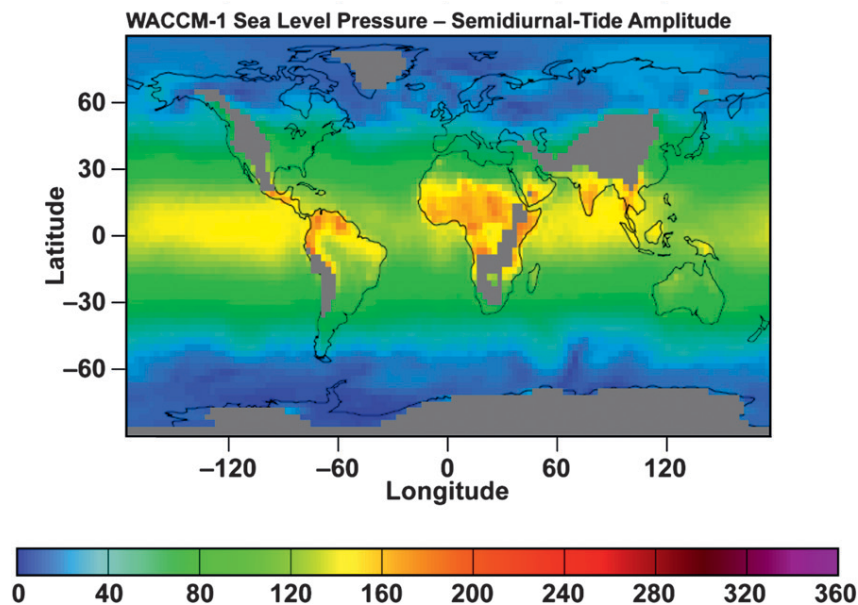 WACCM-1 Sea Level Pressure – Semidiurnal-Tide Amplitude
60
30
0
–30
–60
Latitude
–120 –60 0 60 120
Longitude
0 40 80 120 160 200 240 280 320 360